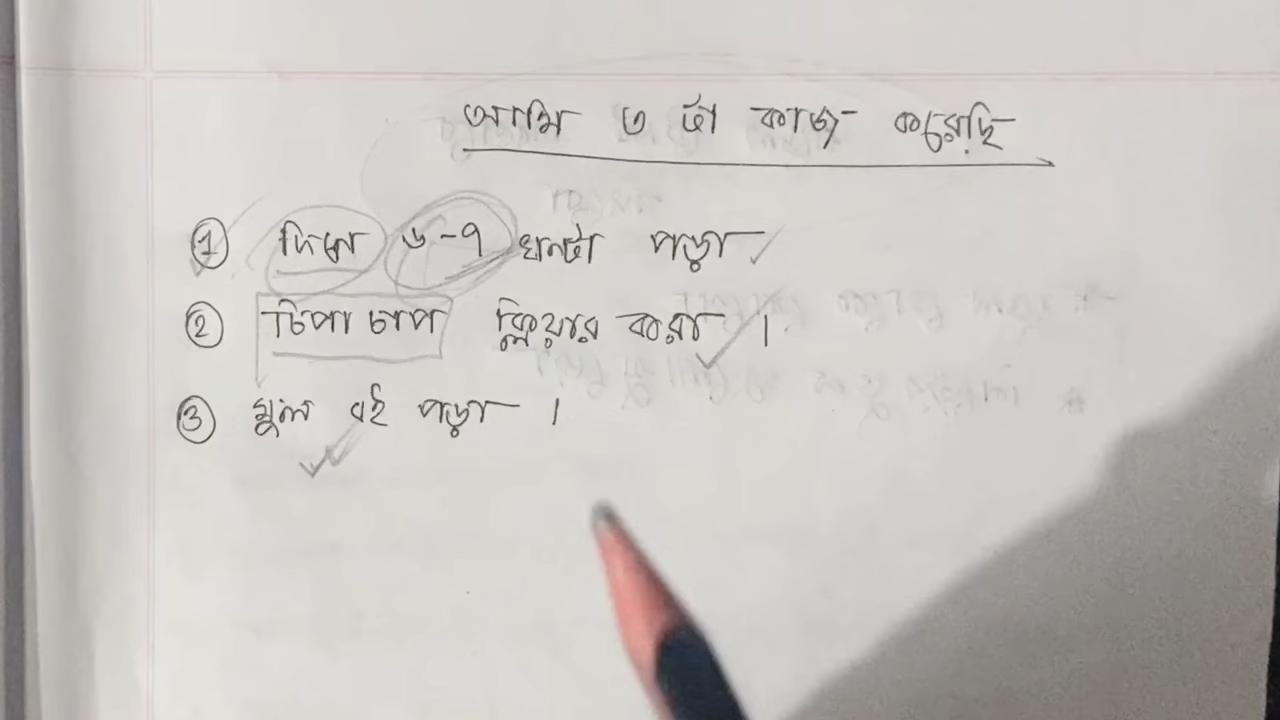 আমি ৩ টা কাজ করেছি
① দিনে ৬-৭ ঘন্টা পড়া
② টিপা চাপ ক্লিয়ার করা।
③ মুল বই পড়া।